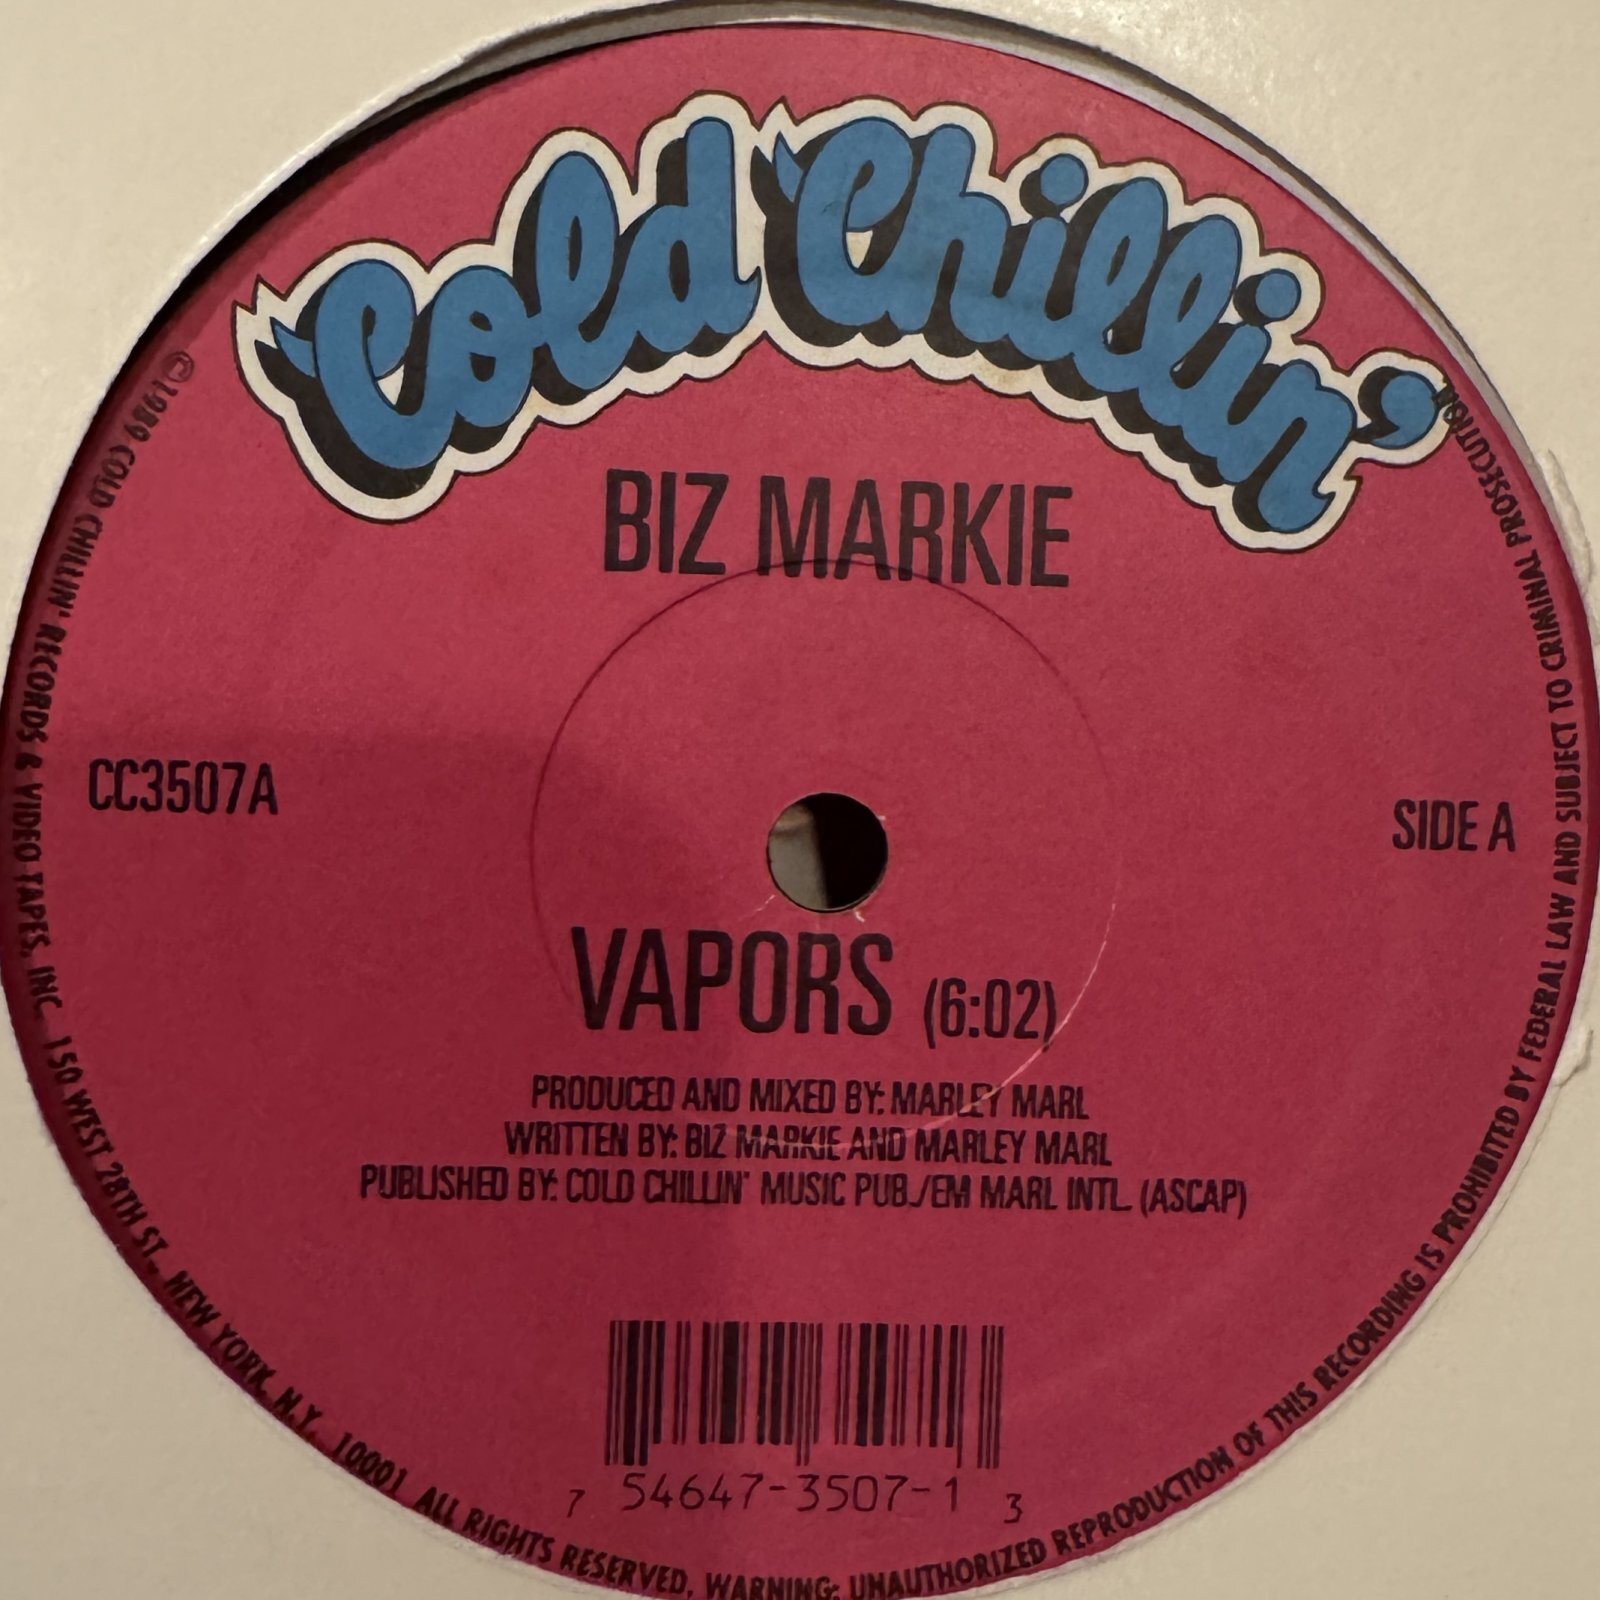 Cold Chillin'
BIZ MARKIE
CC3507A
SIDE A
VAPORS (6:02)
PRODUCED AND MIXED BY: MARLEY MARL
WRITTEN BY: BIZ MARKIE AND MARLEY MARL
PUBLISHED BY: COLD CHILLIN' MUSIC PUB./EM MARL INTL. (ASCAP)
7 54647-3507-1 3
©1989 COLD CHILLIN' RECORDS & VIDEO TAPES, INC. 150 WEST 28TH ST., NEW YORK, N.Y. 10001 ALL RIGHTS RESERVED, WARNING: UNAUTHORIZED REPRODUCTION OF THIS RECORDING IS PROHIBITED BY FEDERAL LAW AND SUBJECT TO CRIMINAL PROSECUTION